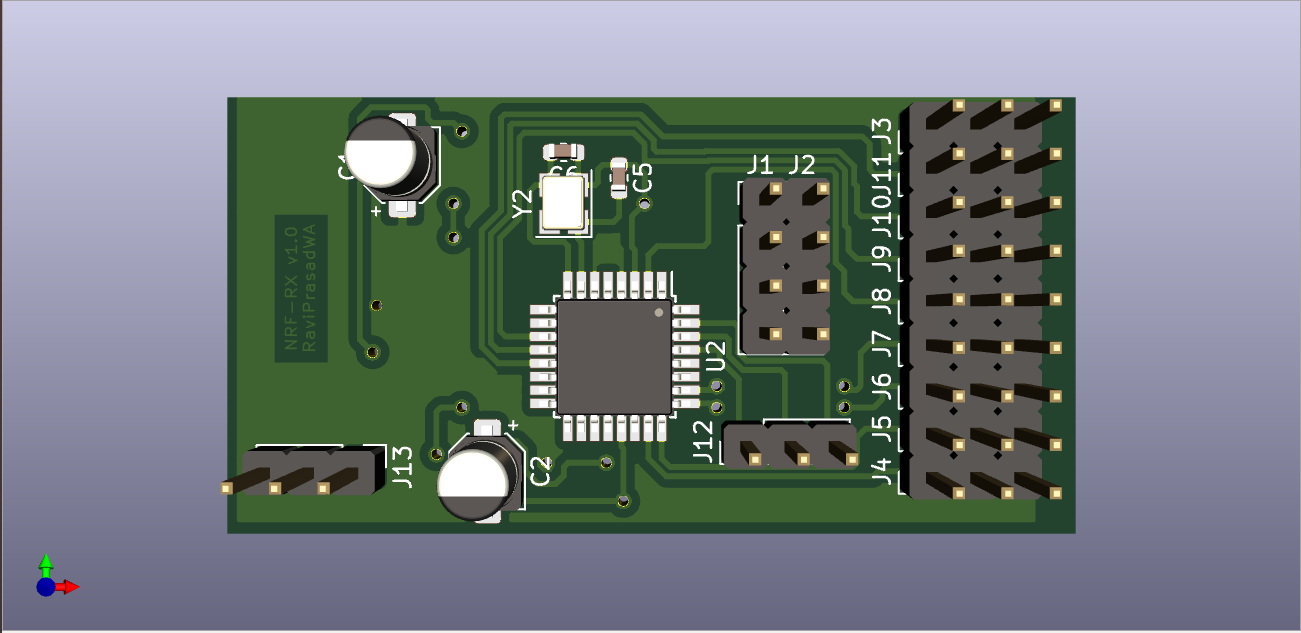 C1
+
C6
C5
Y2
J1 J2
J3
J11
J10
J9
J8
J7
J6
J5
J4
NRF-RX v1.0
RaviPrasadWA
U2
J12
J13
+
C2